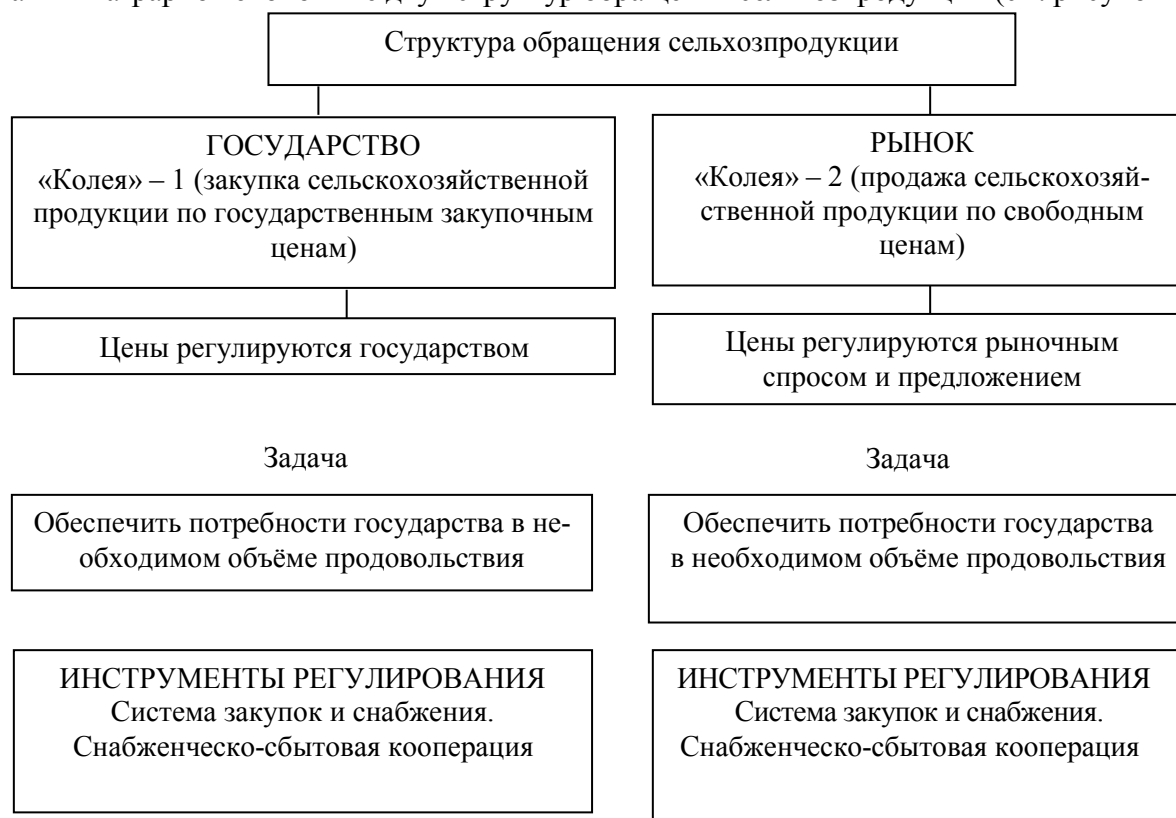 Структура обращения сельхозпродукции
ГОСУДАРСТВО
«Колея» – 1 (закупка сельскохозяйственной
продукции по государственным закупочным
ценам)
РЫНОК
«Колея» – 2 (продажа сельскохозяй-
ственной продукции по свободным
ценам)
Цены регулируются государством
Цены регулируются рыночным
спросом и предложением
Задача
Задача
Обеспечить потребности государства в не-
обходимом объёме продовольствия
Обеспечить потребности государства
в необходимом объёме продовольствия
ИНСТРУМЕНТЫ РЕГУЛИРОВАНИЯ
Система закупок и снабжения.
Снабженческо-сбытовая кооперация
ИНСТРУМЕНТЫ РЕГУЛИРОВАНИЯ
Система закупок и снабжения.
Снабженческо-сбытовая кооперация